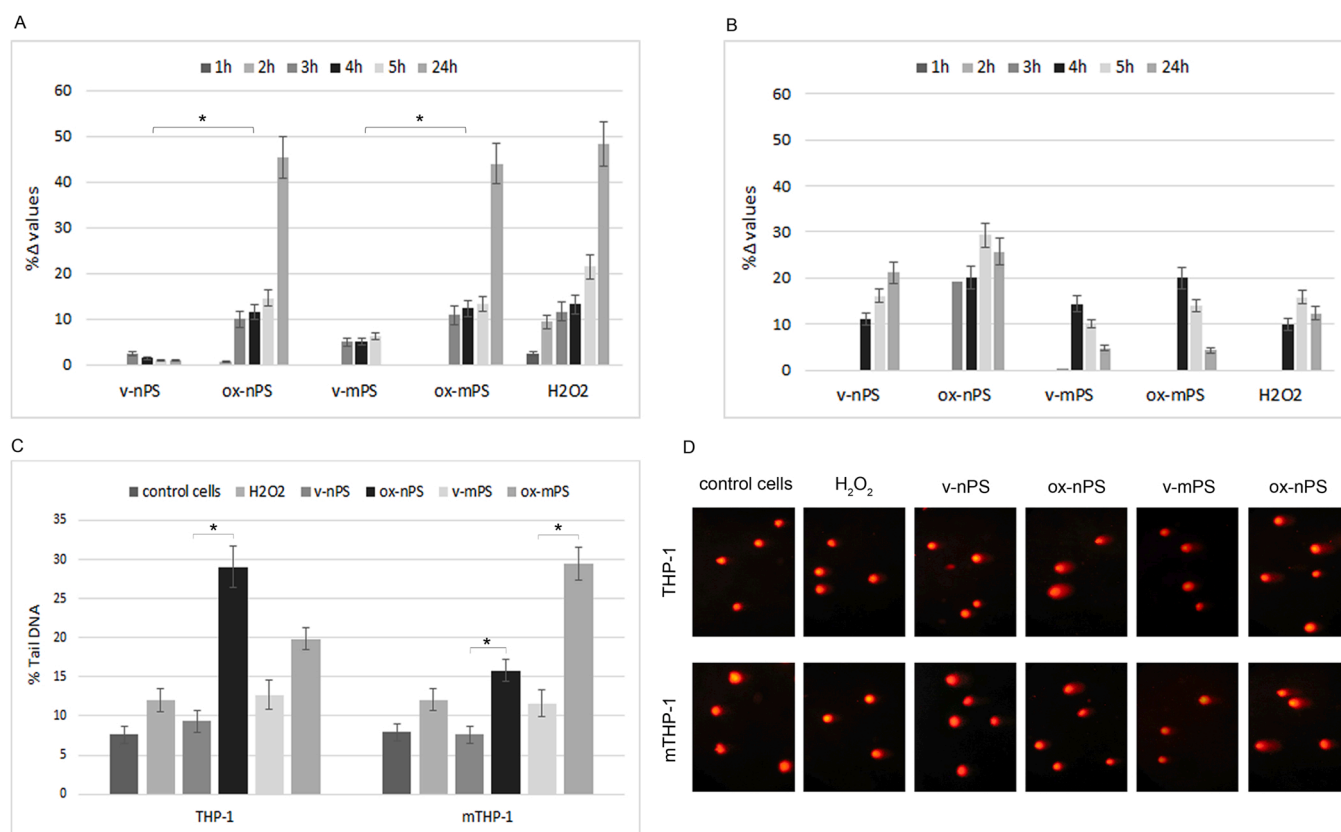 A
1h 2h 3h 4h 5h 24h
60
50
40
30
20
10
0
%Δ values
* *
v-nPS ox-nPS v-mPS ox-mPS H2O2
B
1h 2h 3h 4h 5h 24h
60
50
40
30
20
10
0
%Δ values
v-nPS ox-nPS v-mPS ox-mPS H2O2
C
control cells H2O2 v-nPS ox-nPS v-mPS ox-mPS
35
30
25
20
15
10
5
0
% Tail DNA
* * *
THP-1 mTHP-1
D
control cells H₂O₂ v-nPS ox-nPS v-mPS ox-nPS
THP-1
mTHP-1